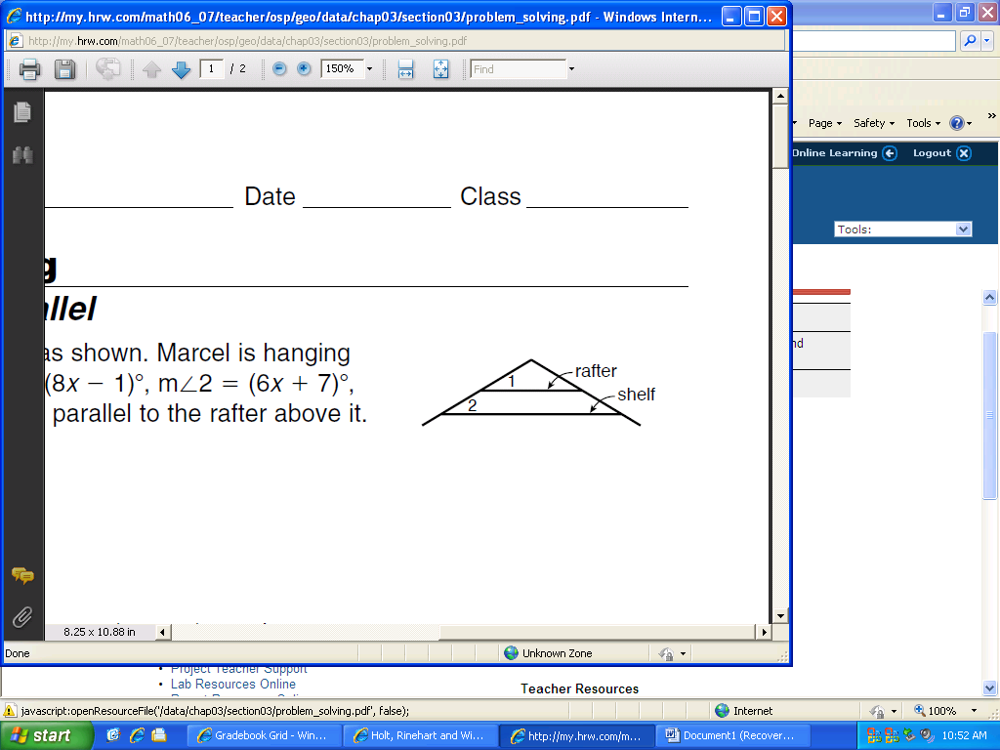 http://my.hrw.com/math06_07/teacher/osp/geo/data/chap03/section03/problem_solving.pdf - Windows Intern...
http://my.hrw.com/math06_07/teacher/osp/geo/data/chap03/section03/problem_solving.pdf
1 / 2 150% Find
Page Safety Tools
Online Learning Logout
Tools:
Date Class
g
allel
as shown. Marcel is hanging
(8x − 1)°, m∠2 = (6x + 7)°,
parallel to the rafter above it.
1 rafter
2 shelf
nd
8.25 x 10.88 in
Done Unknown Zone
Project Teacher Support
Lab Resources Online
Teacher Resources
javascript:openResourceFile('/data/chap03/section03/problem_solving.pdf', false); Internet 100%
start Gradebook Grid - Win... Holt, Rinehart and Wi... http://my.hrw.com/m... Document1 (Recover... 10:52 AM